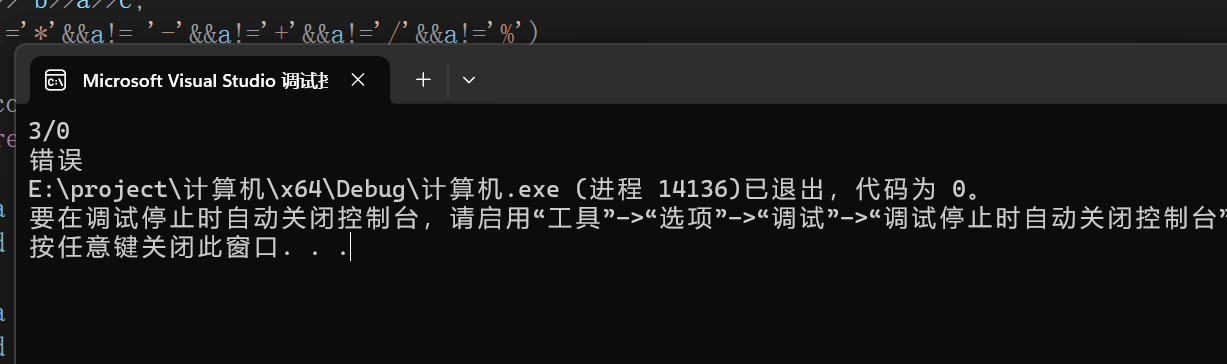 b>>a>>c;
='*'&&a!= '-'&&a!='+'&&a!='/'&&a!='%')
Microsoft Visual Studio 调试
3/0
错误
E:\project\计算机\x64\Debug\计算机.exe (进程 14136)已退出，代码为 0。
要在调试停止时自动关闭控制台，请启用“工具”->“选项”->“调试”->“调试停止时自动关闭控制台”
按任意键关闭此窗口. . .